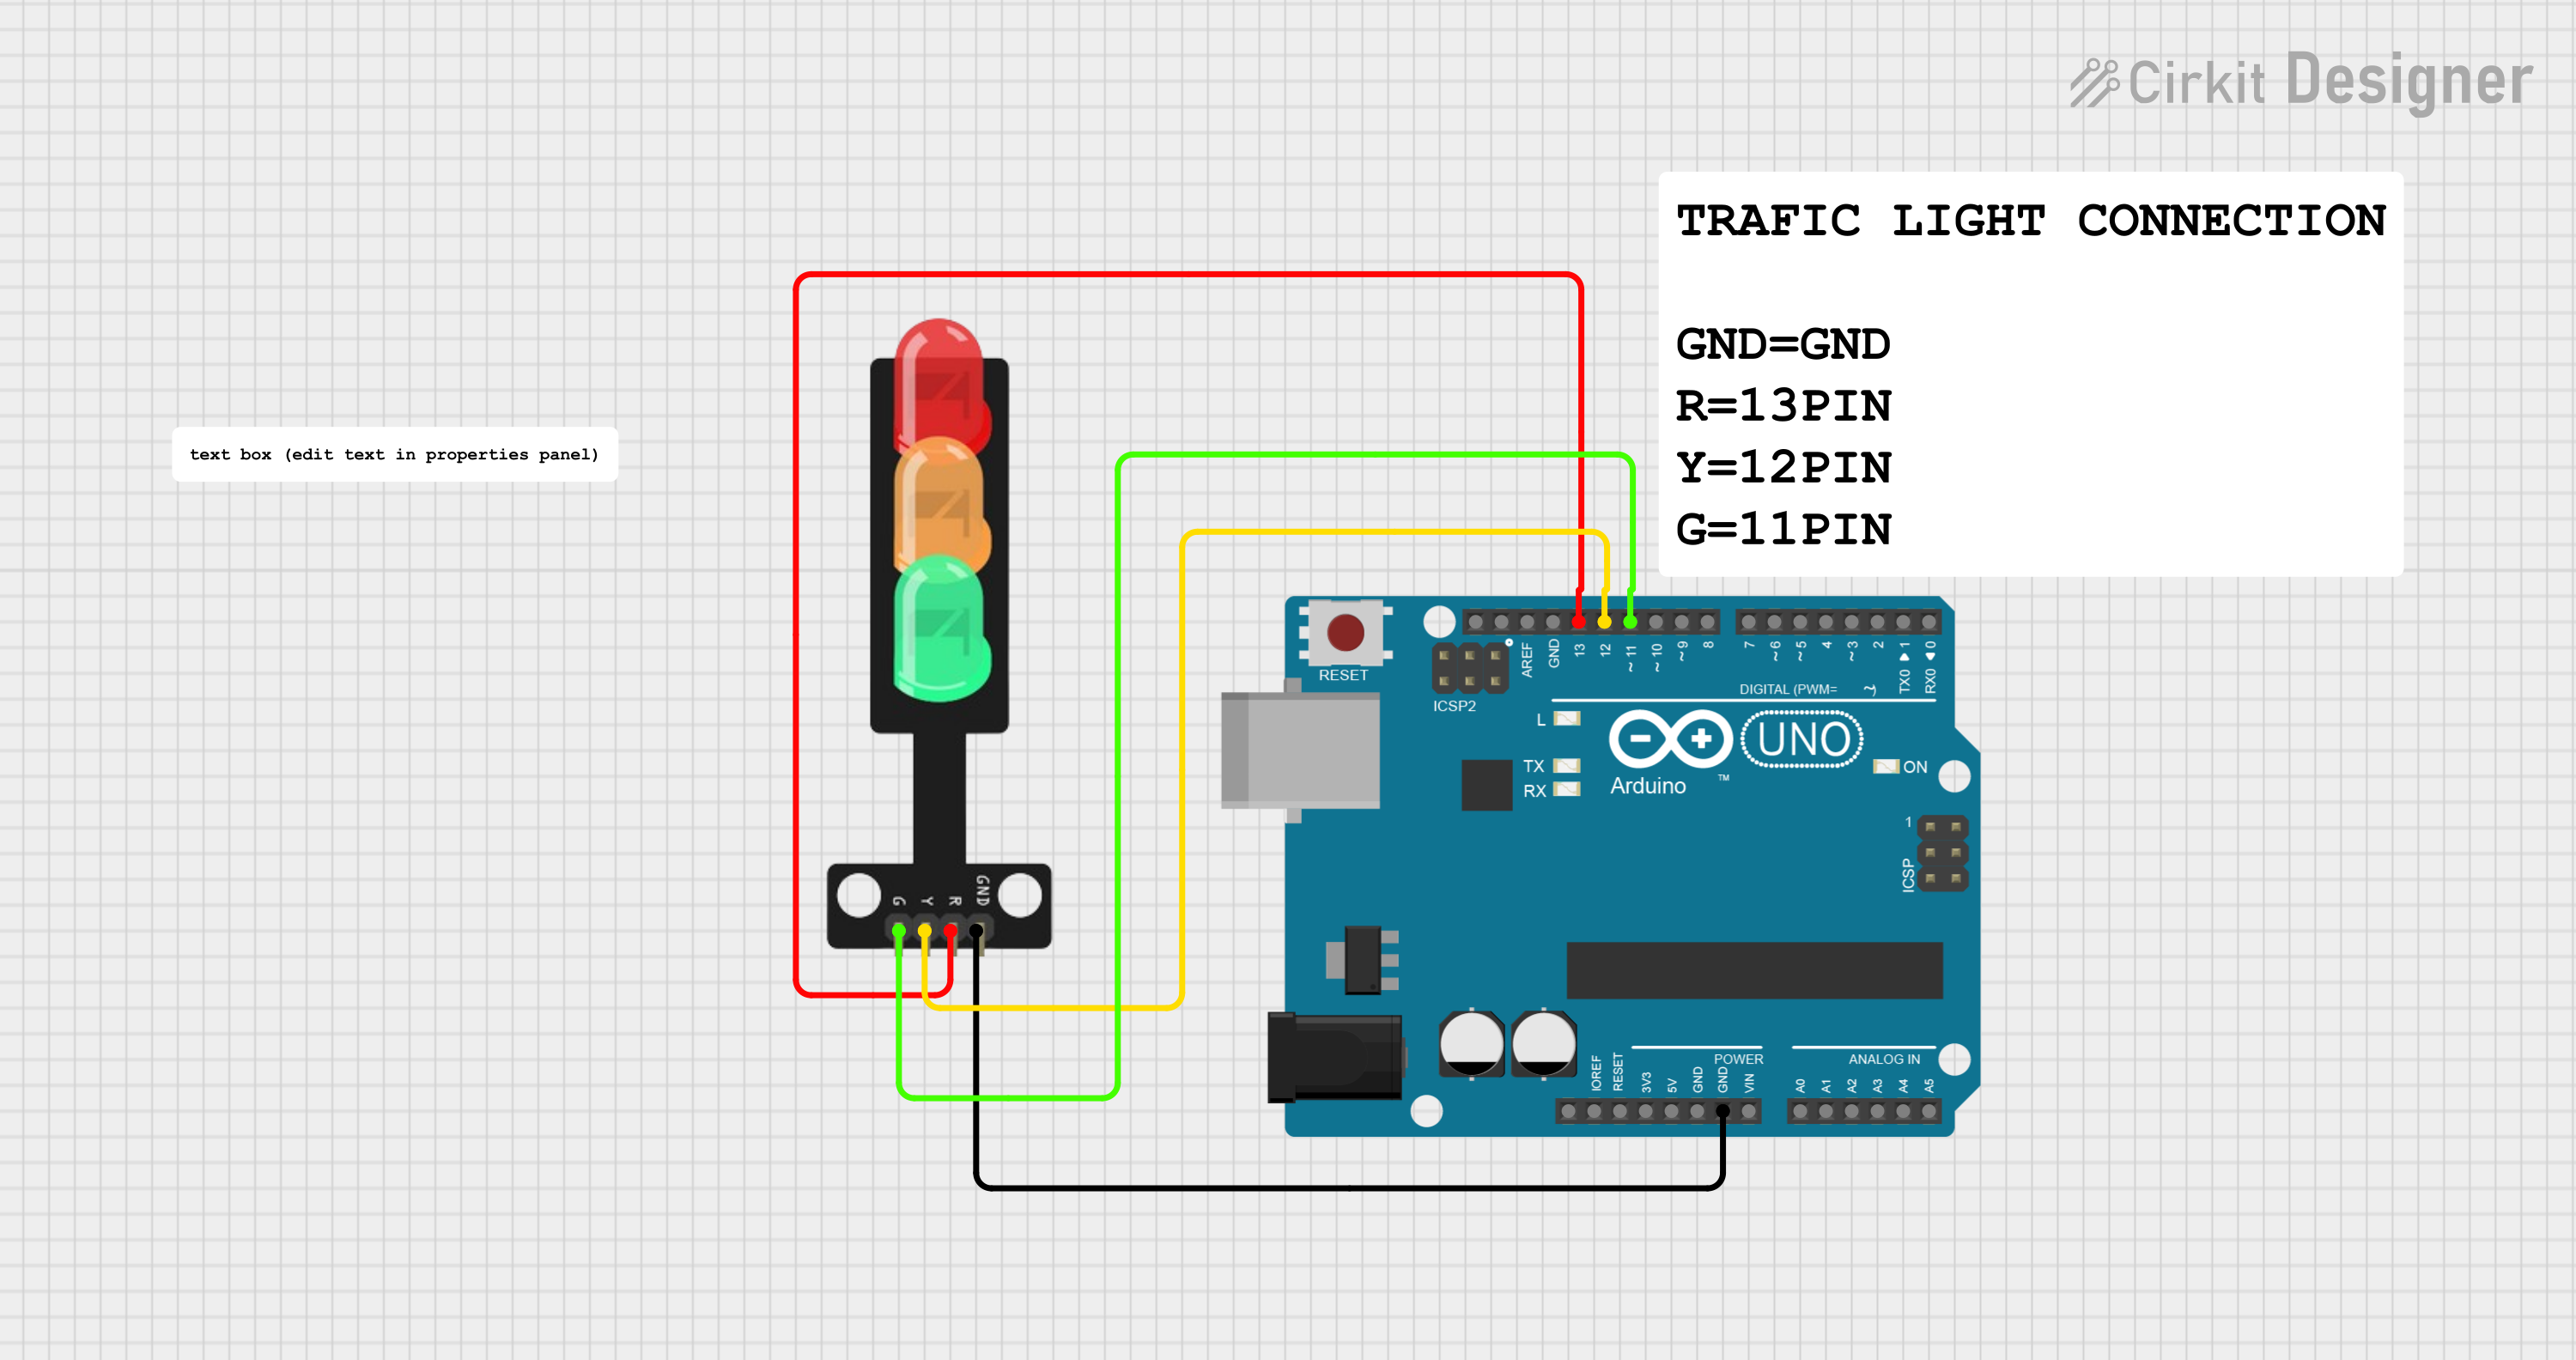 Cirkit Designer
TRAFIC LIGHT CONNECTION
GND=GND
R=13PIN
Y=12PIN
G=11PIN
text box (edit text in properties panel)
RESET
ICSP2
AREF
GND
13
12
~11
~10
~9
8
7
~6
~5
4
~3
2
TX0 ▶ 1
RX0 ◀ 0
DIGITAL (PWM= ~)
L
TX
RX
UNO
Arduino
TM
ON
1
ICSP
G
Y
R
GND
IOREF
RESET
3V3
5V
GND
GND
VIN
POWER
ANALOG IN
A0
A1
A2
A3
A4
A5